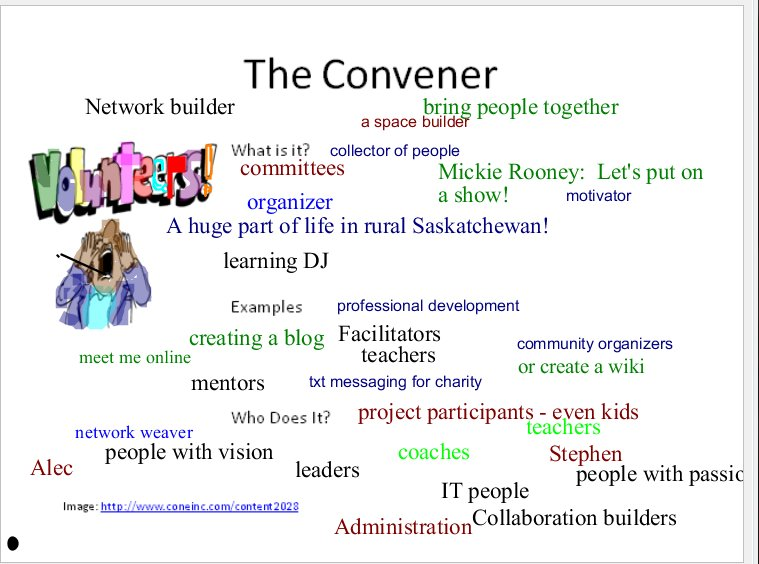 The Convener
Network builder
bring people together
a space builder
Volunteers!
What is it?
collector of people
committees
Mickie Rooney: Let's put on
a show!
motivator
organizer
A huge part of life in rural Saskatchewan!
learning DJ
Examples
professional development
creating a blog
Facilitators
meet me online
teachers
community organizers
or create a wiki
mentors
txt messaging for charity
Who Does It?
project participants - even kids
teachers
network weaver
people with vision
coaches
Stephen
Alec
leaders
people with passio
IT people
Image: http://www.coneinc.com/content2028
Administration
Collaboration builders